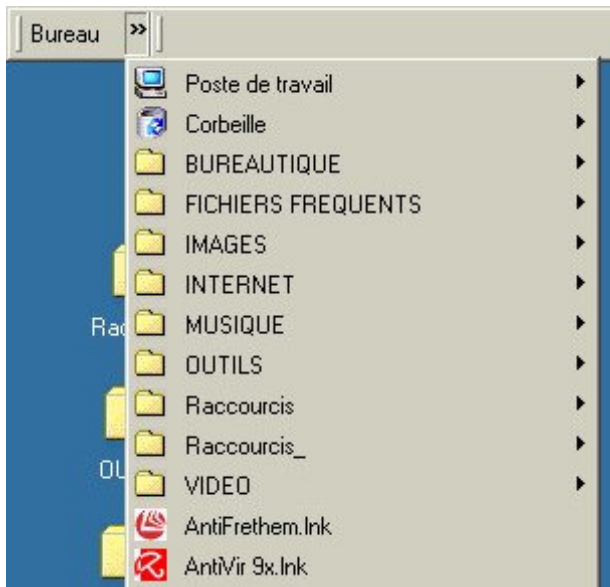 Bureau »
Poste de travail
Corbeille
BUREAUTIQUE
FICHIERS FREQUENTS
IMAGES
INTERNET
MUSIQUE
OUTILS
Raccourcis
Raccourcis_
VIDEO
AntiFrethem.lnk
AntiVir 9x.lnk